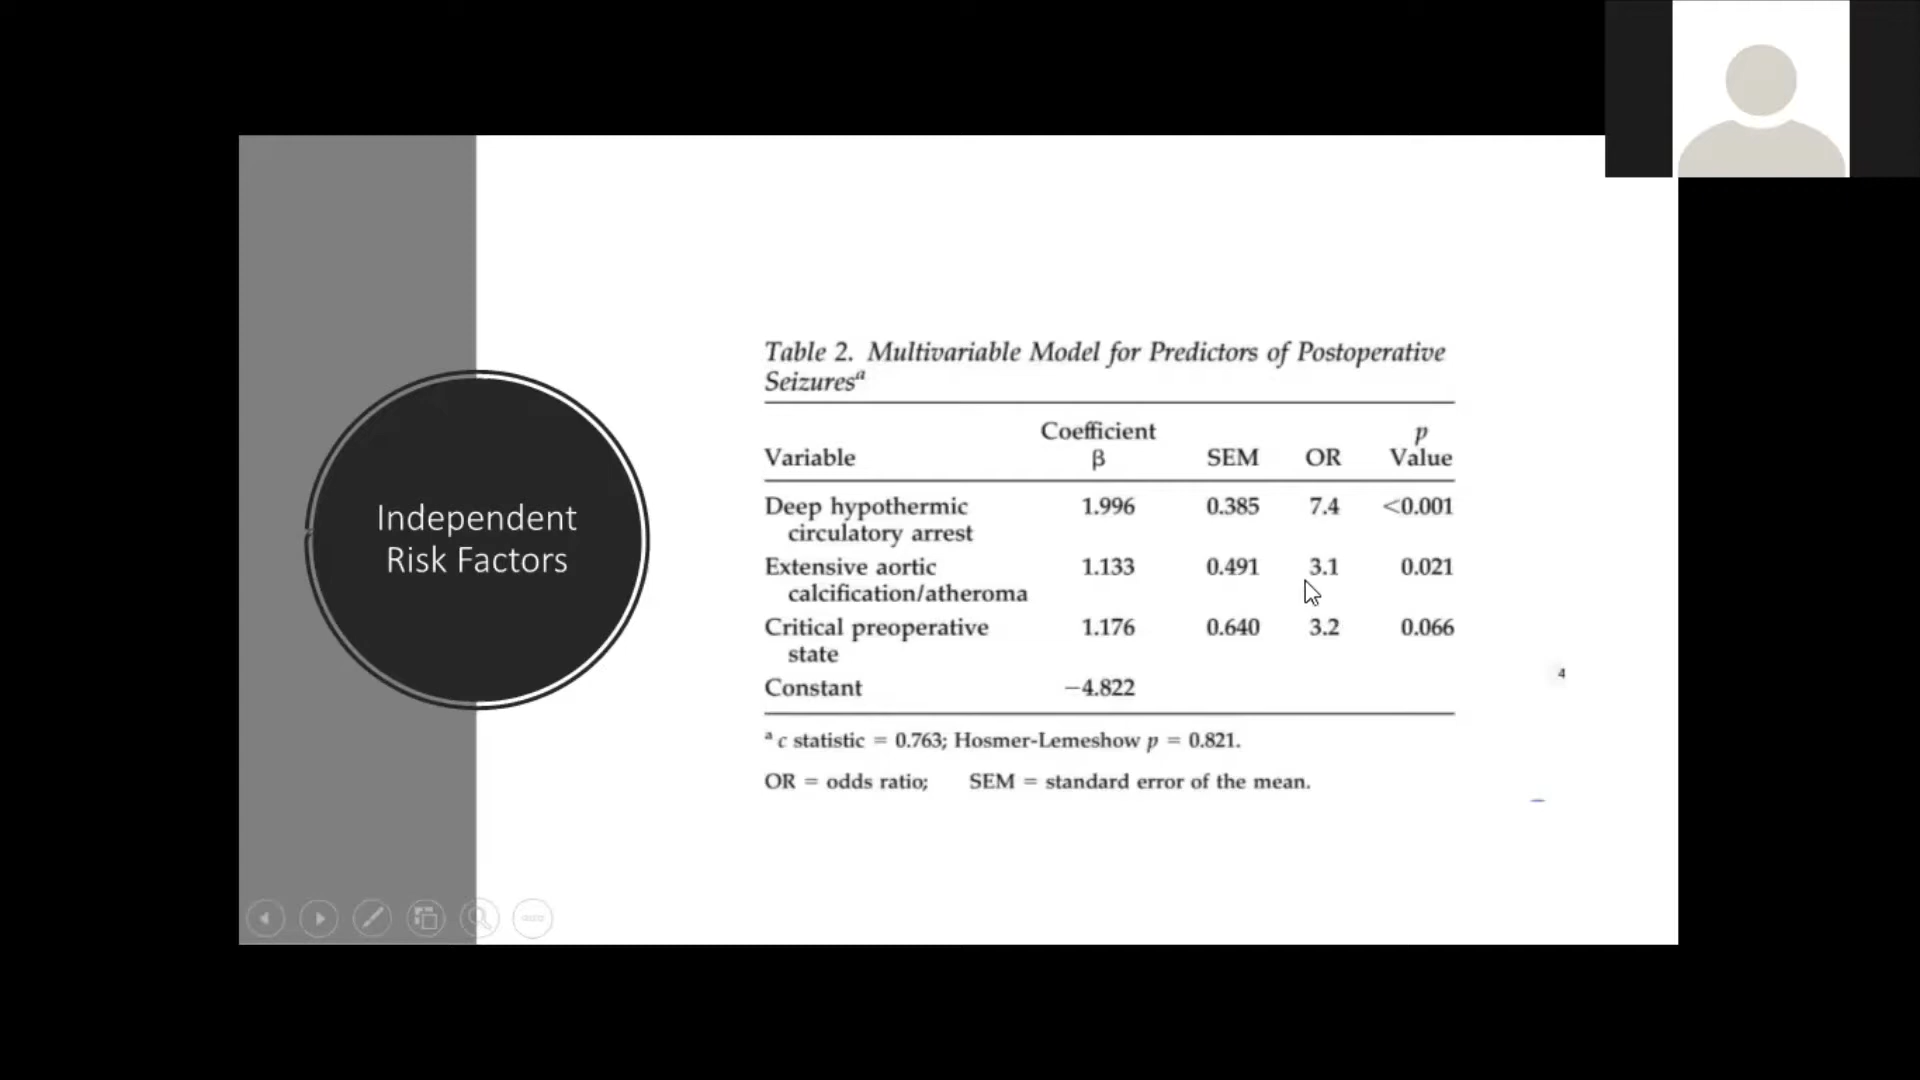 Independent
Risk Factors
Table 2. Multivariable Model for Predictors of Postoperative
Seizuresᵃ
Coefficient p
Variable β SEM OR Value
Deep hypothermic 1.996 0.385 7.4 <0.001
circulatory arrest
Extensive aortic 1.133 0.491 3.1 0.021
calcification/atheroma
Critical preoperative 1.176 0.640 3.2 0.066
state
Constant −4.822
ᵃ c statistic = 0.763; Hosmer-Lemeshow p = 0.821.
OR = odds ratio; SEM = standard error of the mean.
4